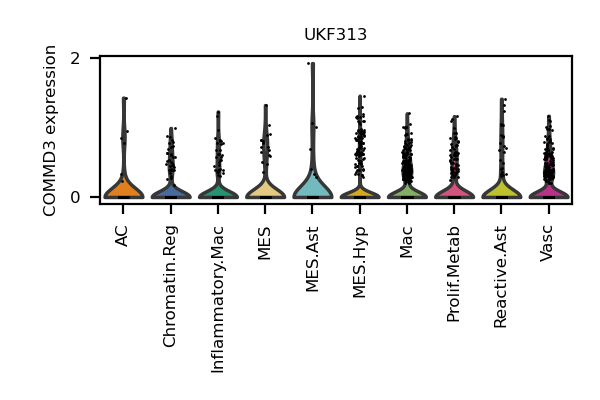 UKF313
COMMD3 expression
2
0
AC
Chromatin.Reg
Inflammatory.Mac
MES
MES.Ast
MES.Hyp
Mac
Prolif.Metab
Reactive.Ast
Vasc